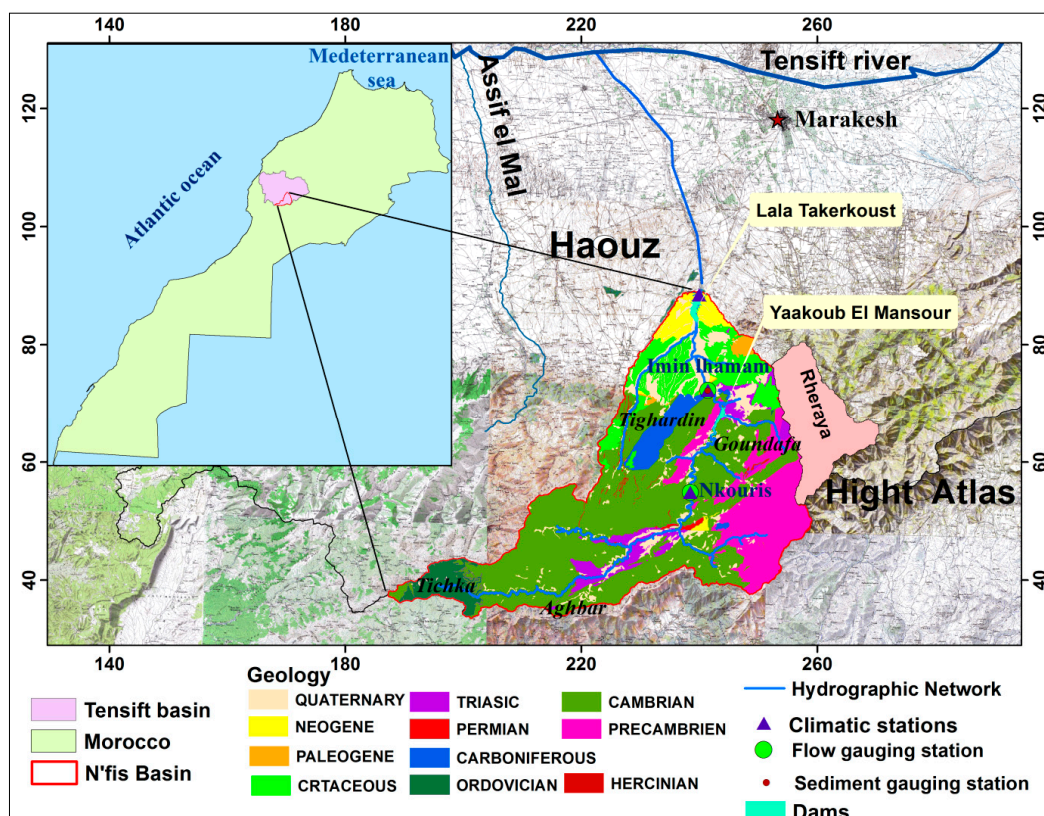 140
180
220
260
Medeterranean
sea
Atlantic ocean
Assif el Mal
Tensift river
Marakesh
Lala Takerkoust
Haouz
Yaakoub El Mansour
Imin lhamam
Rheraya
Tighardin
Goundafa
Nkouris
Hight Atlas
Tichka
Aghbar
120
100
80
60
40
120
100
80
60
40
140
180
220
260
Tensift basin
Morocco
N'fis Basin
Geology
QUATERNARY
NEOGENE
PALEOGENE
CRTACEOUS
TRIASIC
PERMIAN
CARBONIFEROUS
ORDOVICIAN
CAMBRIAN
PRECAMBRIEN
HERCINIAN
Hydrographic Network
Climatic stations
Flow gauging station
Sediment gauging station
Dams